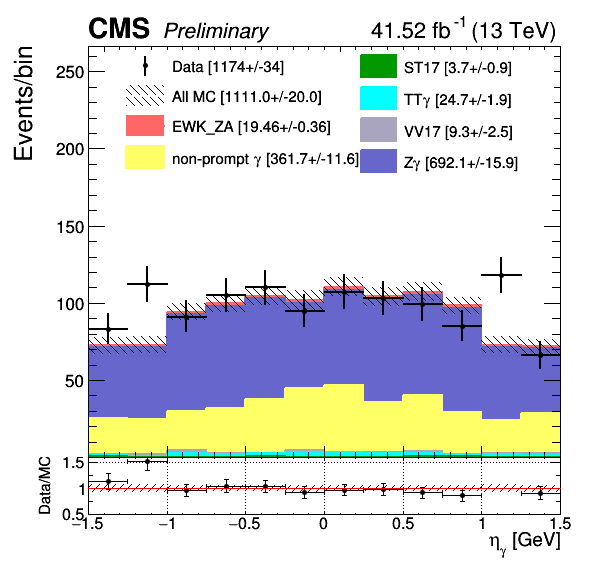 CMS Preliminary 41.52 fb⁻¹ (13 TeV)
Events/bin
250
200
150
100
50
Data [1174+/-34]
All MC [1111.0+/-20.0]
EWK_ZA [19.46+/-0.36]
non-prompt γ [361.7+/-11.6]
ST17 [3.7+/-0.9]
TTγ [24.7+/-1.9]
VV17 [9.3+/-2.5]
Zγ [692.1+/-15.9]
Data/MC
1.5
1
0.5
−1.5 −1 −0.5 0 0.5 1 1.5
ηγ [GeV]